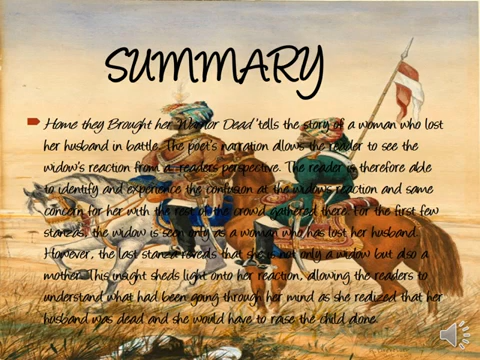 SUMMARY
Home they Brought her Warrior Dead' tells the story of a woman who lost
her husband in battle. The poet's narration allows the reader to see the
widow's reaction from a readers perspective. The reader is therefore able
to identify and experience the confusion at the widow's reaction and same
concern for her with the rest of the crowd gathered there. For the first few
stanzas, the widow is seen only as a woman who has lost her husband.
However, the last stanza reveals that she is not only a widow but also a
mother. This insight sheds light onto her reaction, allowing the readers to
understand what had been going through her mind as she realized that her
husband was dead and she would have to raise the child alone.